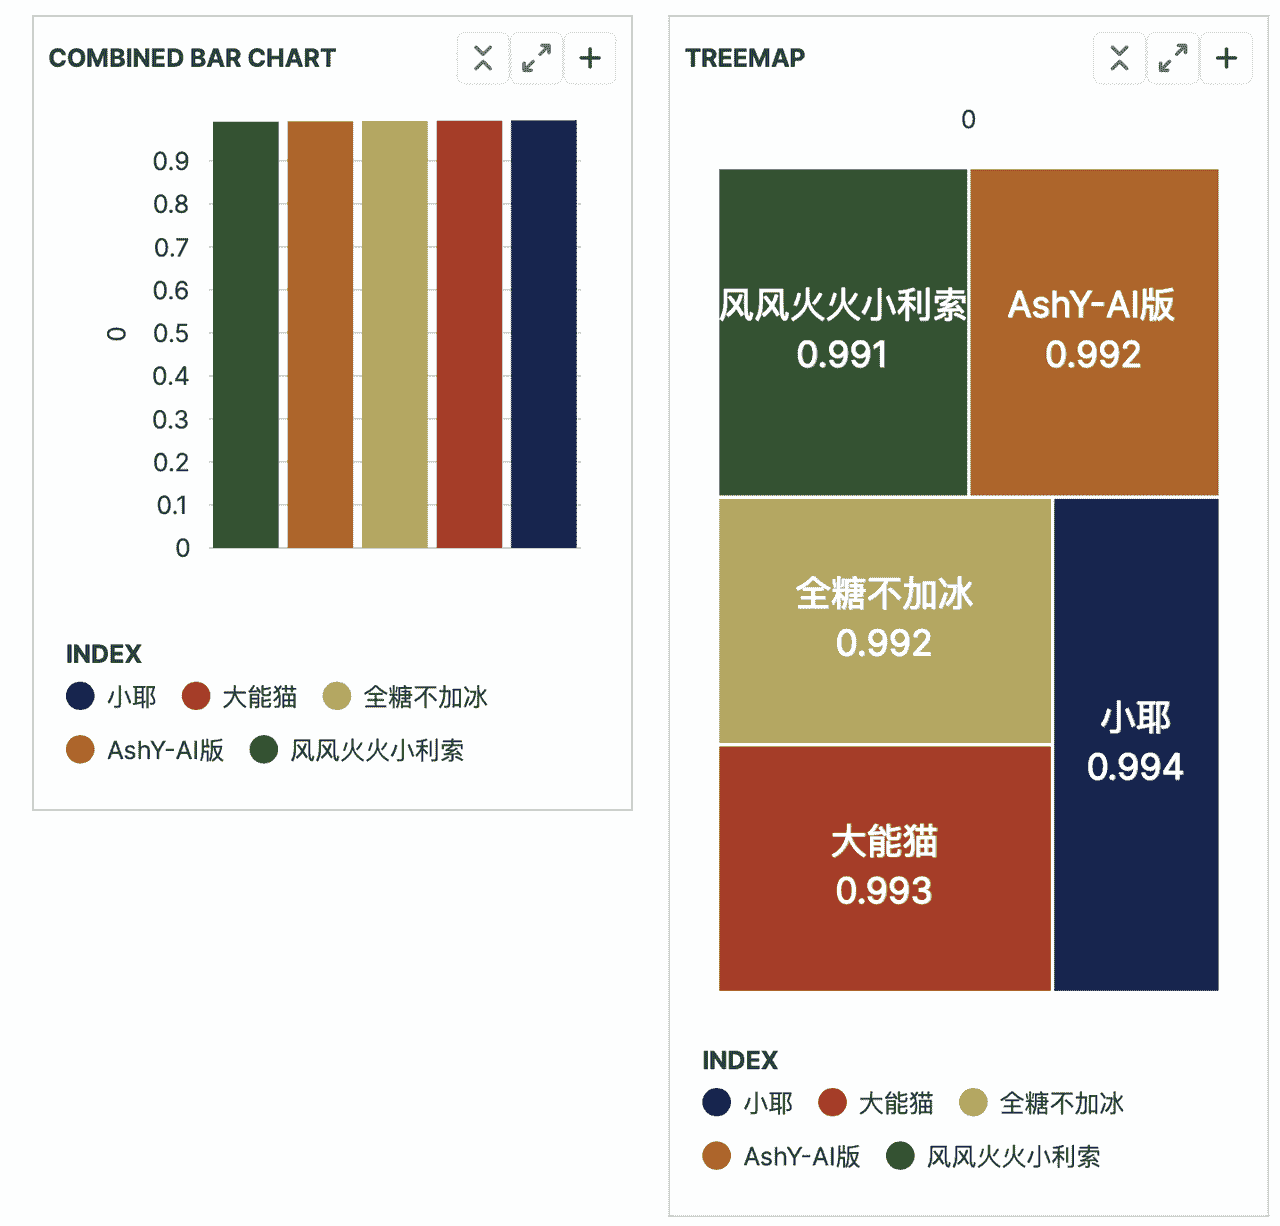 COMBINED BAR CHART
0.9
0.8
0.7
0.6
0.5
0.4
0.3
0.2
0.1
0
0
INDEX
小耶
大能猫
全糖不加冰
AshY-AI版
风风火火小利索
TREEMAP
0
风风火火小利索
0.991
AshY-AI版
0.992
全糖不加冰
0.992
小耶
0.994
大能猫
0.993
INDEX
小耶
大能猫
全糖不加冰
AshY-AI版
风风火火小利索